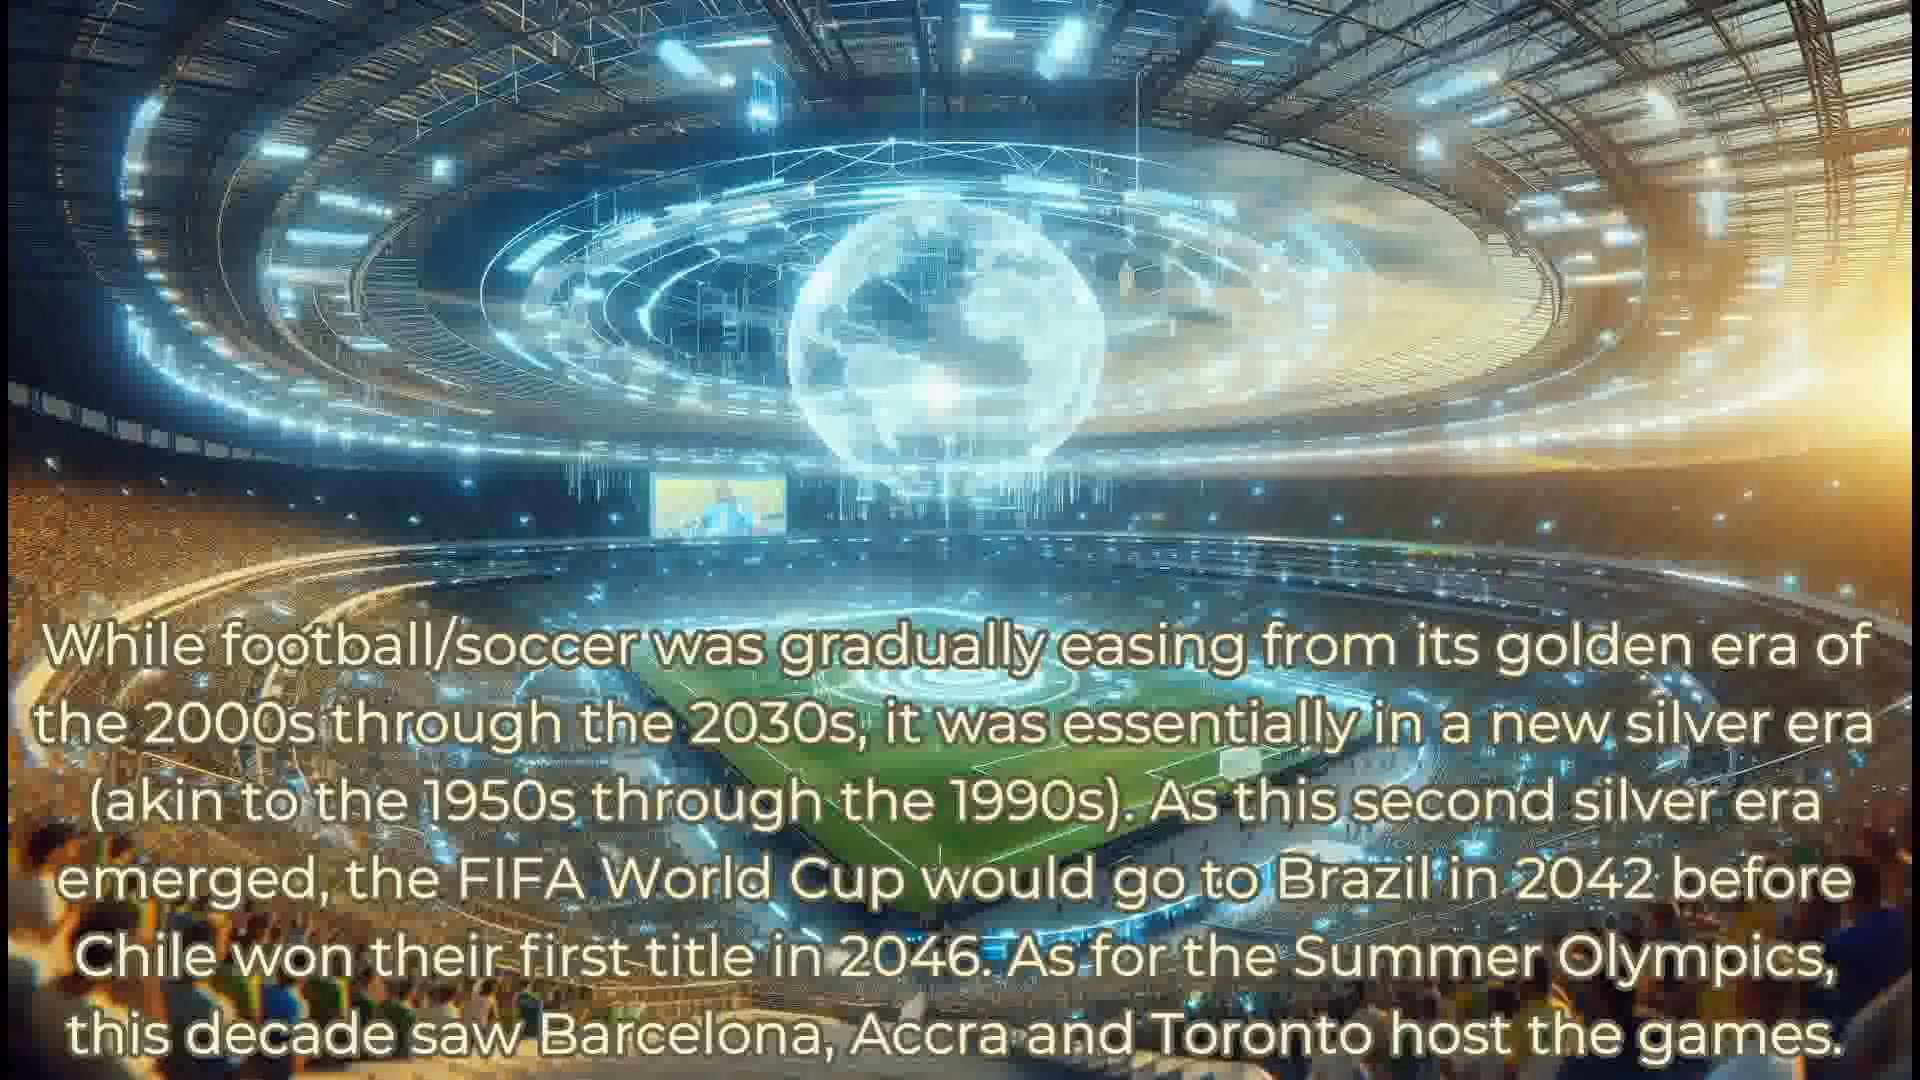 While football/soccer was gradually easing from its golden era of
the 2000s through the 2030s, it was essentially in a new silver era
(akin to the 1950s through the 1990s). As this second silver era
emerged, the FIFA World Cup would go to Brazil in 2042 before
Chile won their first title in 2046. As for the Summer Olympics,
this decade saw Barcelona, Accra and Toronto host the games.